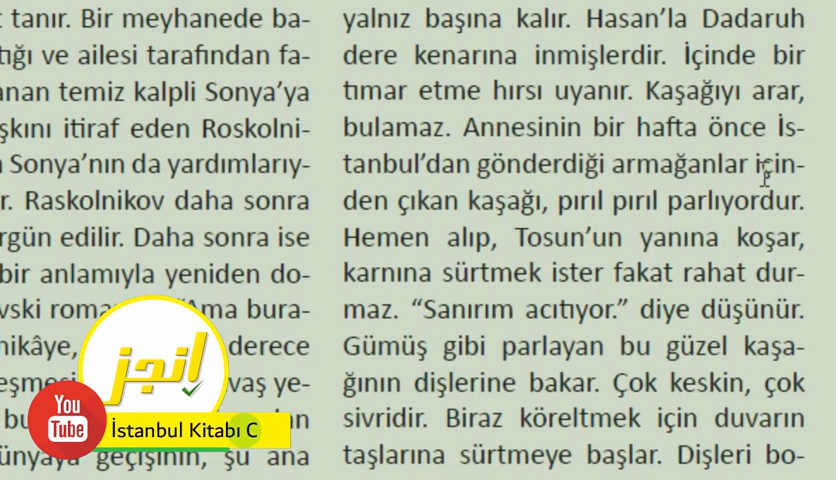 t tanır. Bir meyhanede ba-
tığı ve ailesi tarafından fa-
anan temiz kalpli Sonya’ya
şkını itiraf eden Roskolni-
Sonya’nın da yardımlarıy-
r. Raskolnikov daha sonra
rgün edilir. Daha sonra ise
bir anlamıyla yeniden do-
vski roma “Ama bura-
hikâye, derece
eşmesi vaş ye-
bu dan
ünyaya geçişinin, şu ana
yalnız başına kalır. Hasan’la Dadaruh
dere kenarına inmişlerdir. İçinde bir
tımar etme hırsı uyanır. Kaşağıyı arar,
bulamaz. Annesinin bir hafta önce İs-
tanbul’dan gönderdiği armağanlar için-
den çıkan kaşağı, pırıl pırıl parlıyordur.
Hemen alıp, Tosun’un yanına koşar,
karnına sürtmek ister fakat rahat dur-
maz. “Sanırım acıtıyor.” diye düşünür.
Gümüş gibi parlayan bu güzel kaşa-
ğının dişlerine bakar. Çok keskin, çok
sivridir. Biraz köreltmek için duvarın
taşlarına sürtmeye başlar. Dişleri bo-
انجز
You
Tube
İstanbul Kitabı C